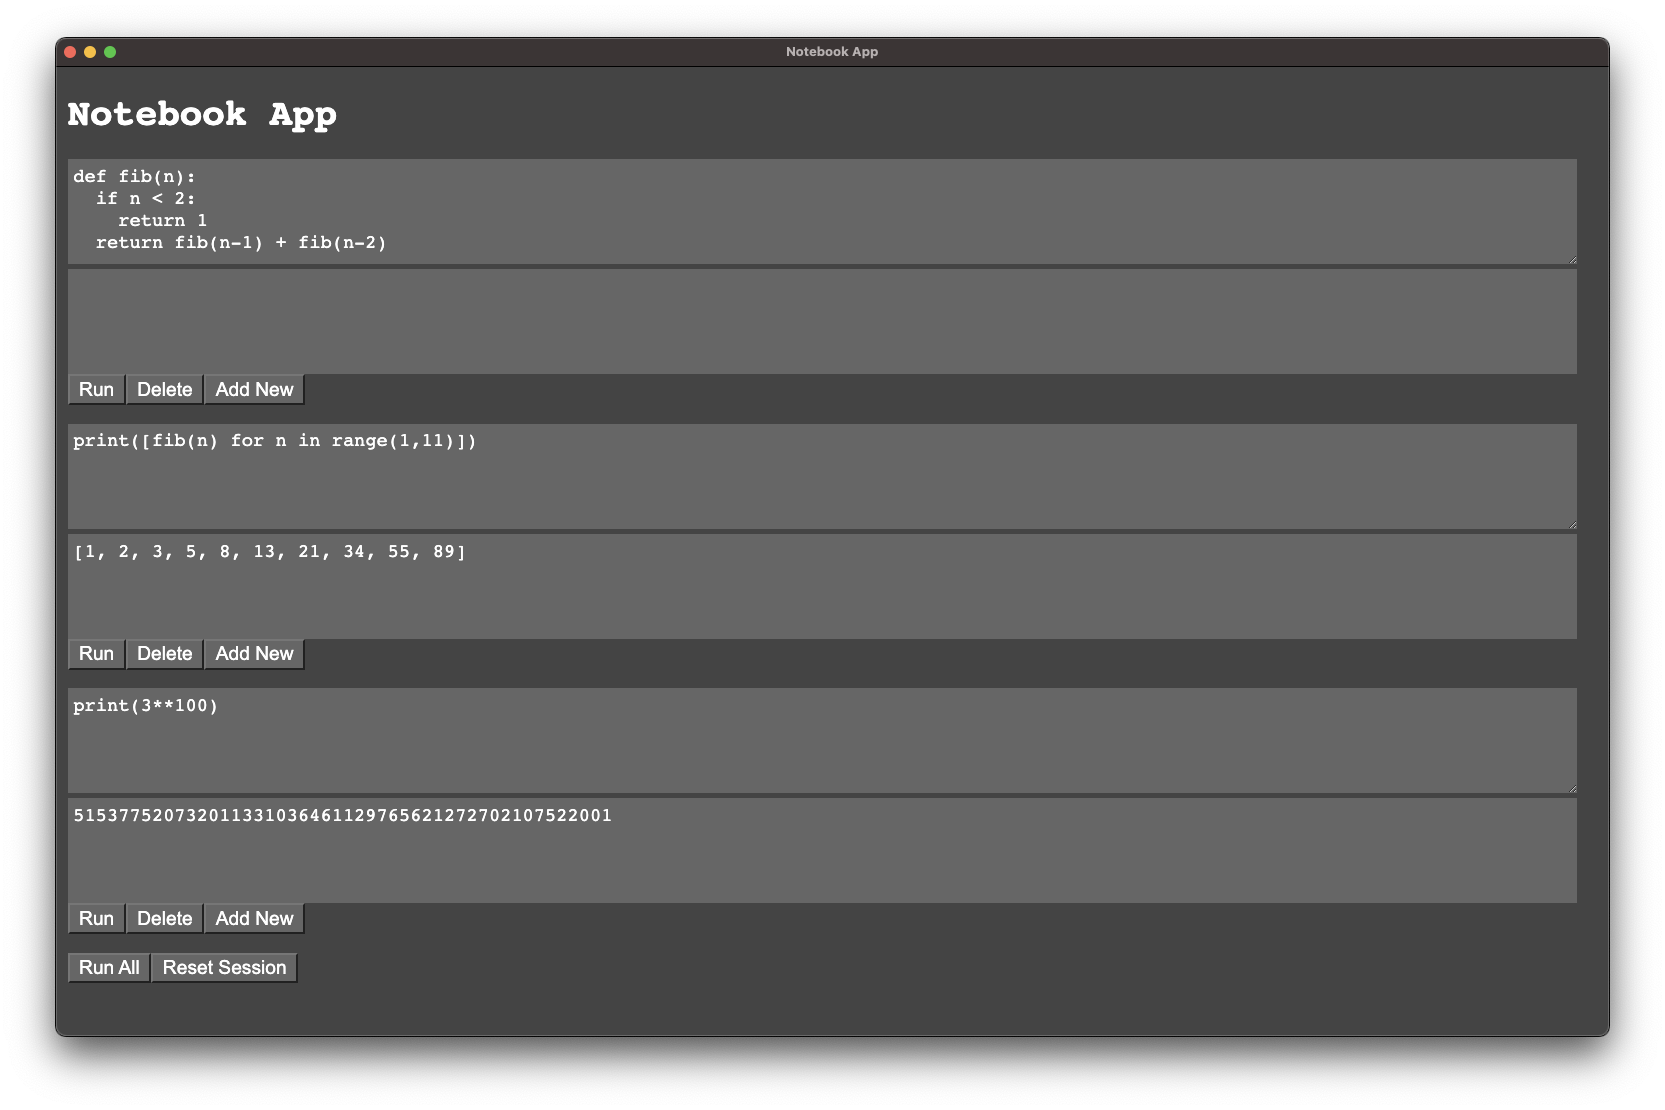 Notebook App
Notebook App
def fib(n):
  if n < 2:
    return 1
  return fib(n-1) + fib(n-2)
Run Delete Add New
print([fib(n) for n in range(1,11)])
[1, 2, 3, 5, 8, 13, 21, 34, 55, 89]
Run Delete Add New
print(3**100)
515377520732011331036461129765621272702107522001
Run Delete Add New
Run All Reset Session